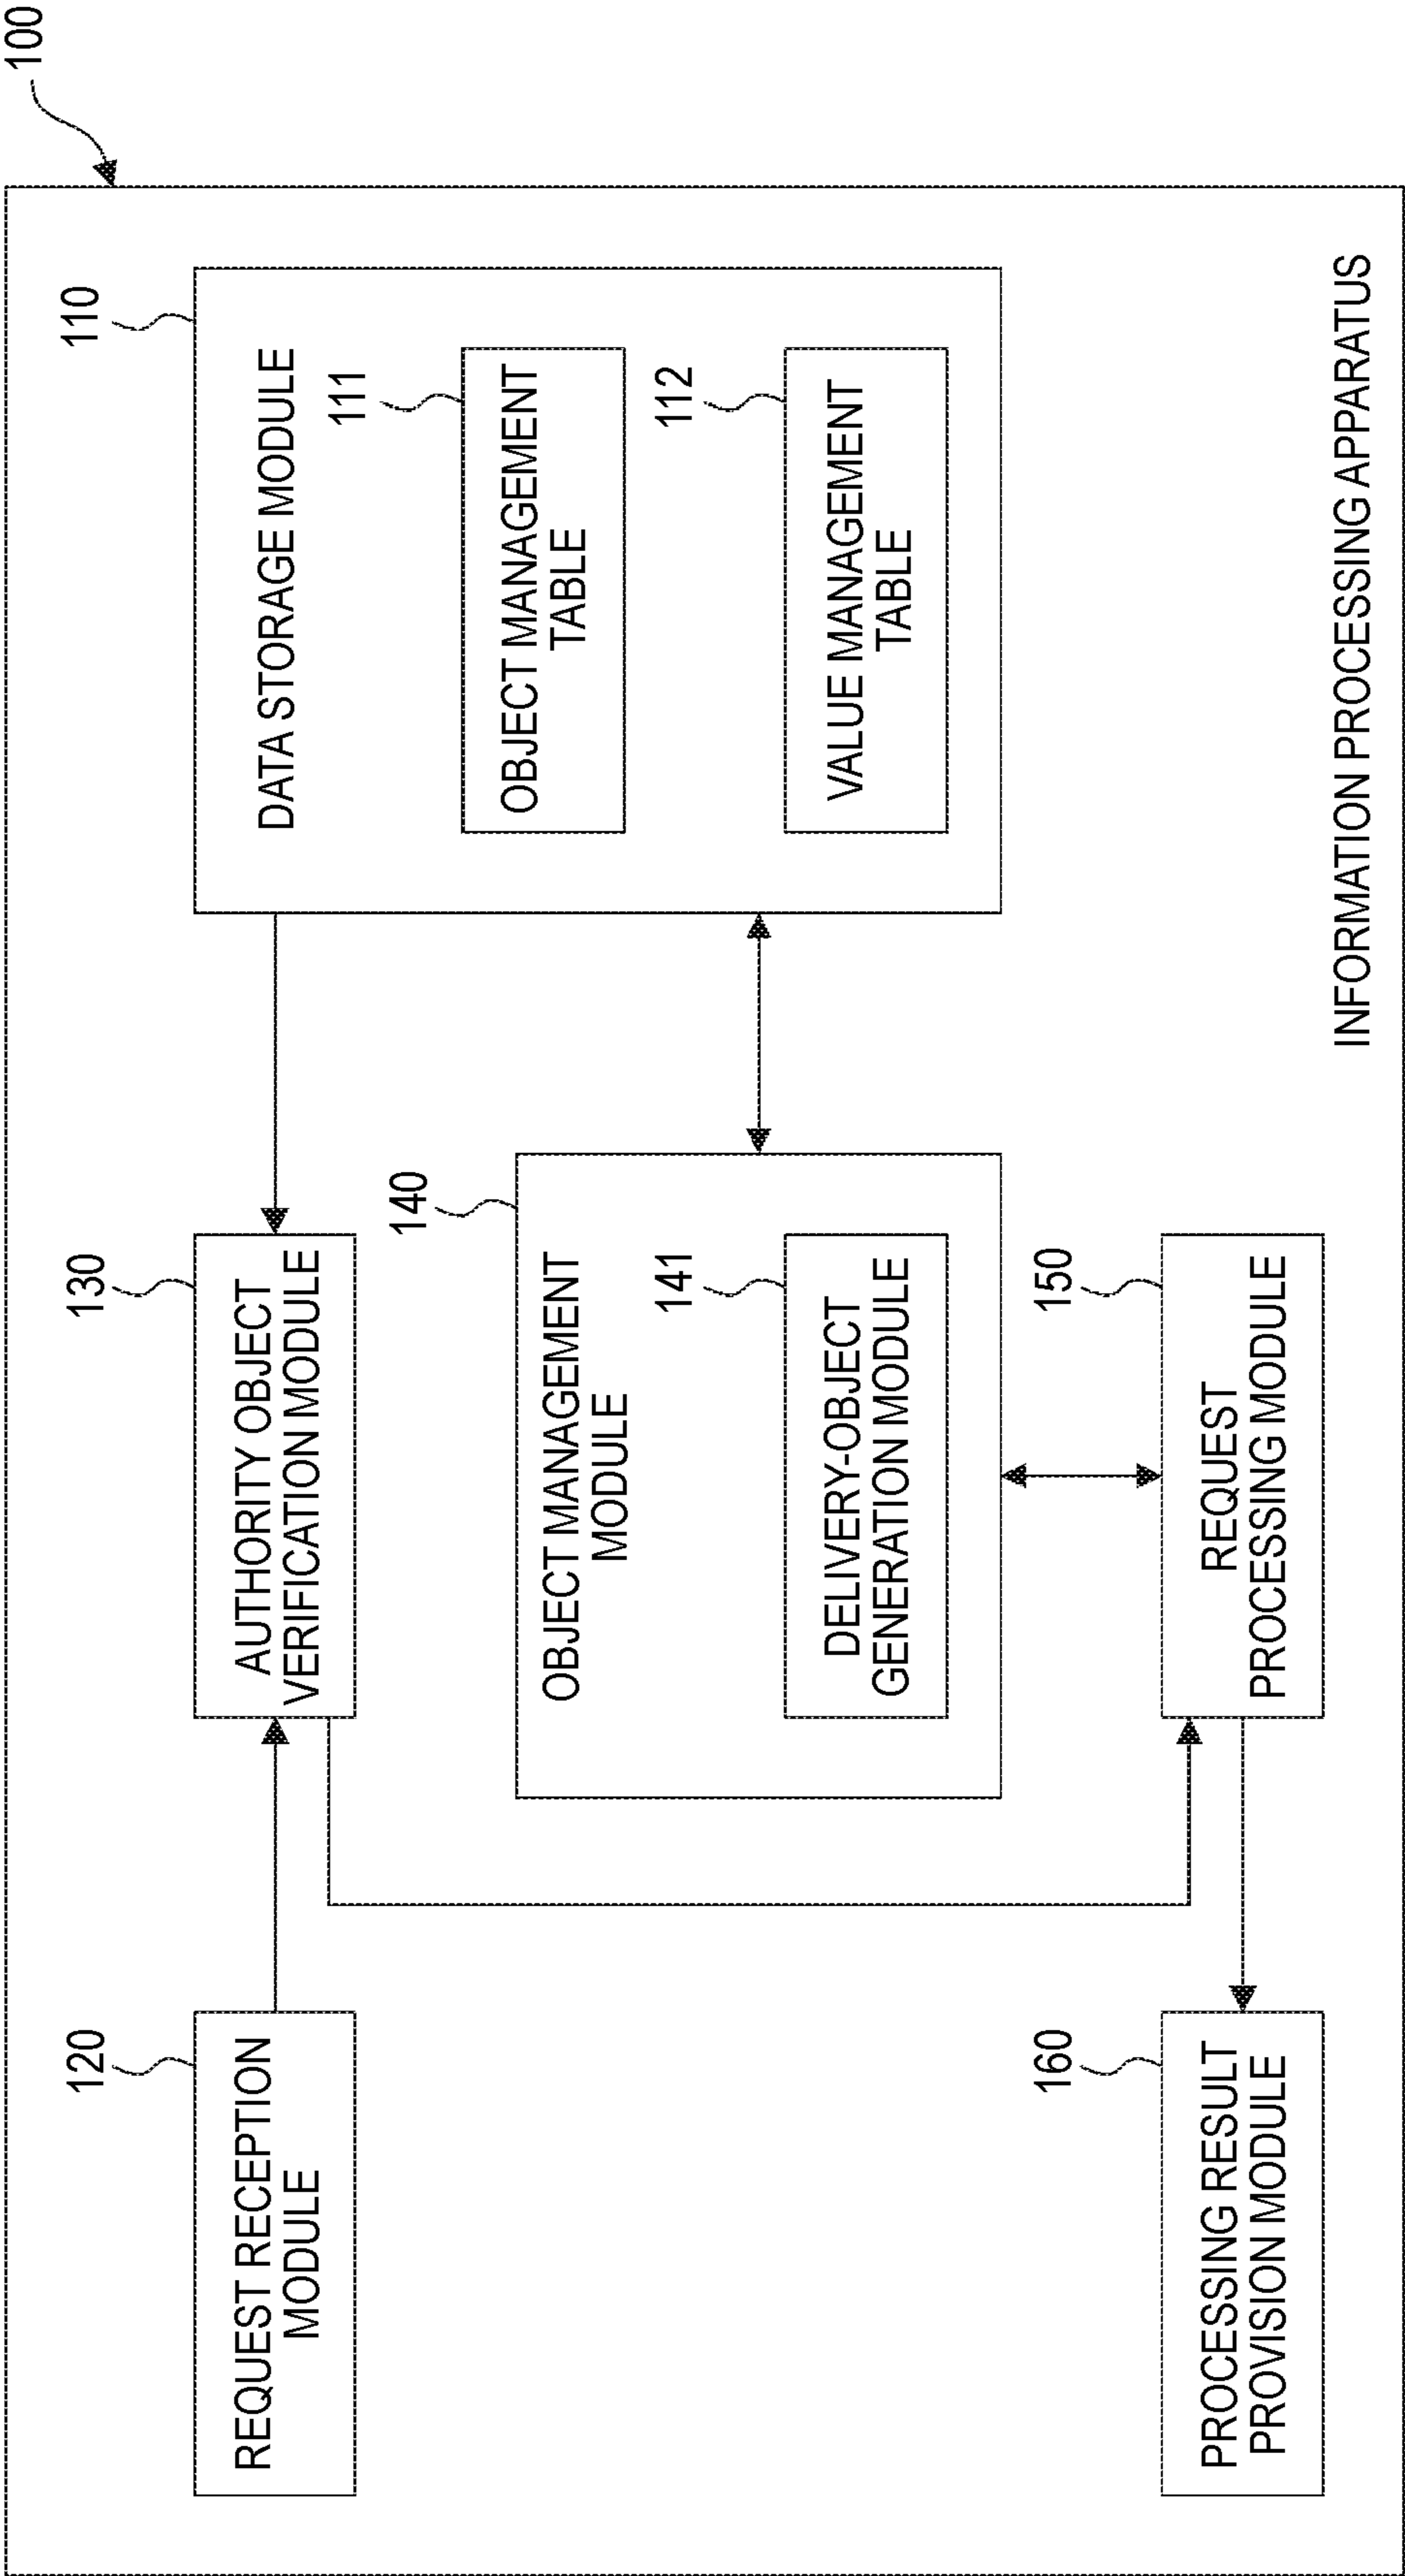 100
120
REQUEST RECEPTION
MODULE
130
AUTHORITY OBJECT
VERIFICATION MODULE
110
DATA STORAGE MODULE
111
OBJECT MANAGEMENT
TABLE
112
VALUE MANAGEMENT
TABLE
140
OBJECT MANAGEMENT
MODULE
141
DELIVERY-OBJECT
GENERATION MODULE
160
PROCESSING RESULT
PROVISION MODULE
150
REQUEST
PROCESSING MODULE
INFORMATION PROCESSING APPARATUS